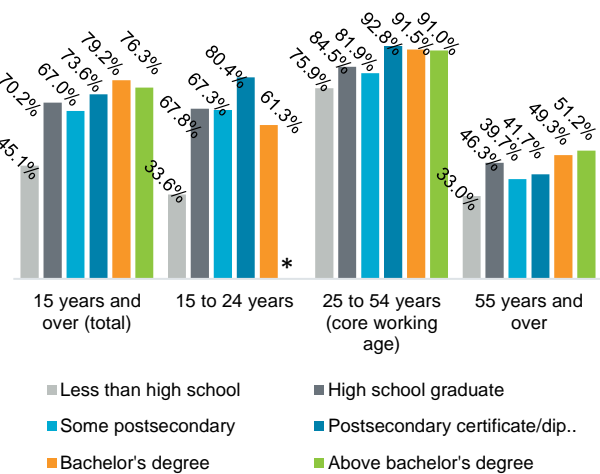 45.1%
70.2%
67.0%
73.6%
79.2%
76.3%
33.6%
67.8%
67.3%
80.4%
61.3%
*
75.9%
84.5%
81.9%
92.8%
91.5%
91.0%
33.0%
46.3%
39.7%
41.7%
49.3%
51.2%
15 years and
over (total)
15 to 24 years
25 to 54 years
(core working
age)
55 years and
over
Less than high school
High school graduate
Some postsecondary
Postsecondary certificate/dip..
Bachelor's degree
Above bachelor's degree